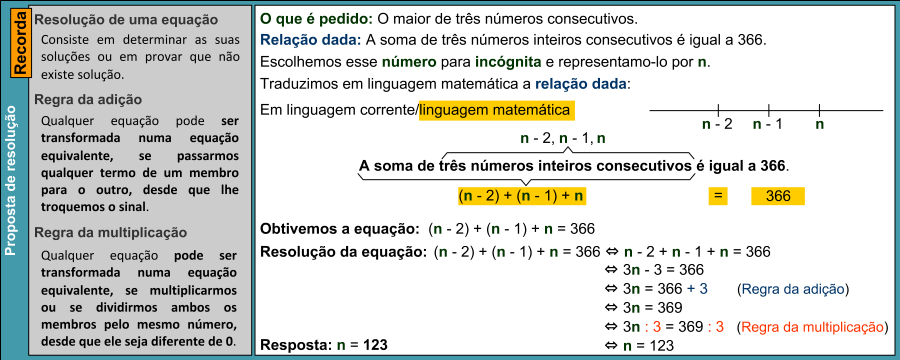 Proposta de resolução
Recorda
Resolução de uma equação
Consiste em determinar as suas
soluções ou em provar que não
existe solução.
Regra da adição
Qualquer equação pode ser
transformada numa equação
equivalente, se passarmos
qualquer termo de um membro
para o outro, desde que lhe
troquemos o sinal.
Regra da multiplicação
Qualquer equação pode ser
transformada numa equação
equivalente, se multiplicarmos
ou se dividirmos ambos os
membros pelo mesmo número,
desde que ele seja diferente de 0.
O que é pedido: O maior de três números consecutivos.
Relação dada: A soma de três números inteiros consecutivos é igual a 366.
Escolhemos esse número para incógnita e representamo-lo por n.
Traduzimos em linguagem matemática a relação dada:
Em linguagem corrente/linguagem matemática
n - 2 n - 1 n
n - 2, n - 1, n
A soma de três números inteiros consecutivos é igual a 366.
(n - 2) + (n - 1) + n = 366
Obtivemos a equação: (n - 2) + (n - 1) + n = 366
Resolução da equação: (n - 2) + (n - 1) + n = 366 ⇔ n - 2 + n - 1 + n = 366
⇔ 3n - 3 = 366
⇔ 3n = 366 + 3 (Regra da adição)
⇔ 3n = 369
⇔ 3n : 3 = 369 : 3 (Regra da multiplicação)
Resposta: n = 123 ⇔ n = 123